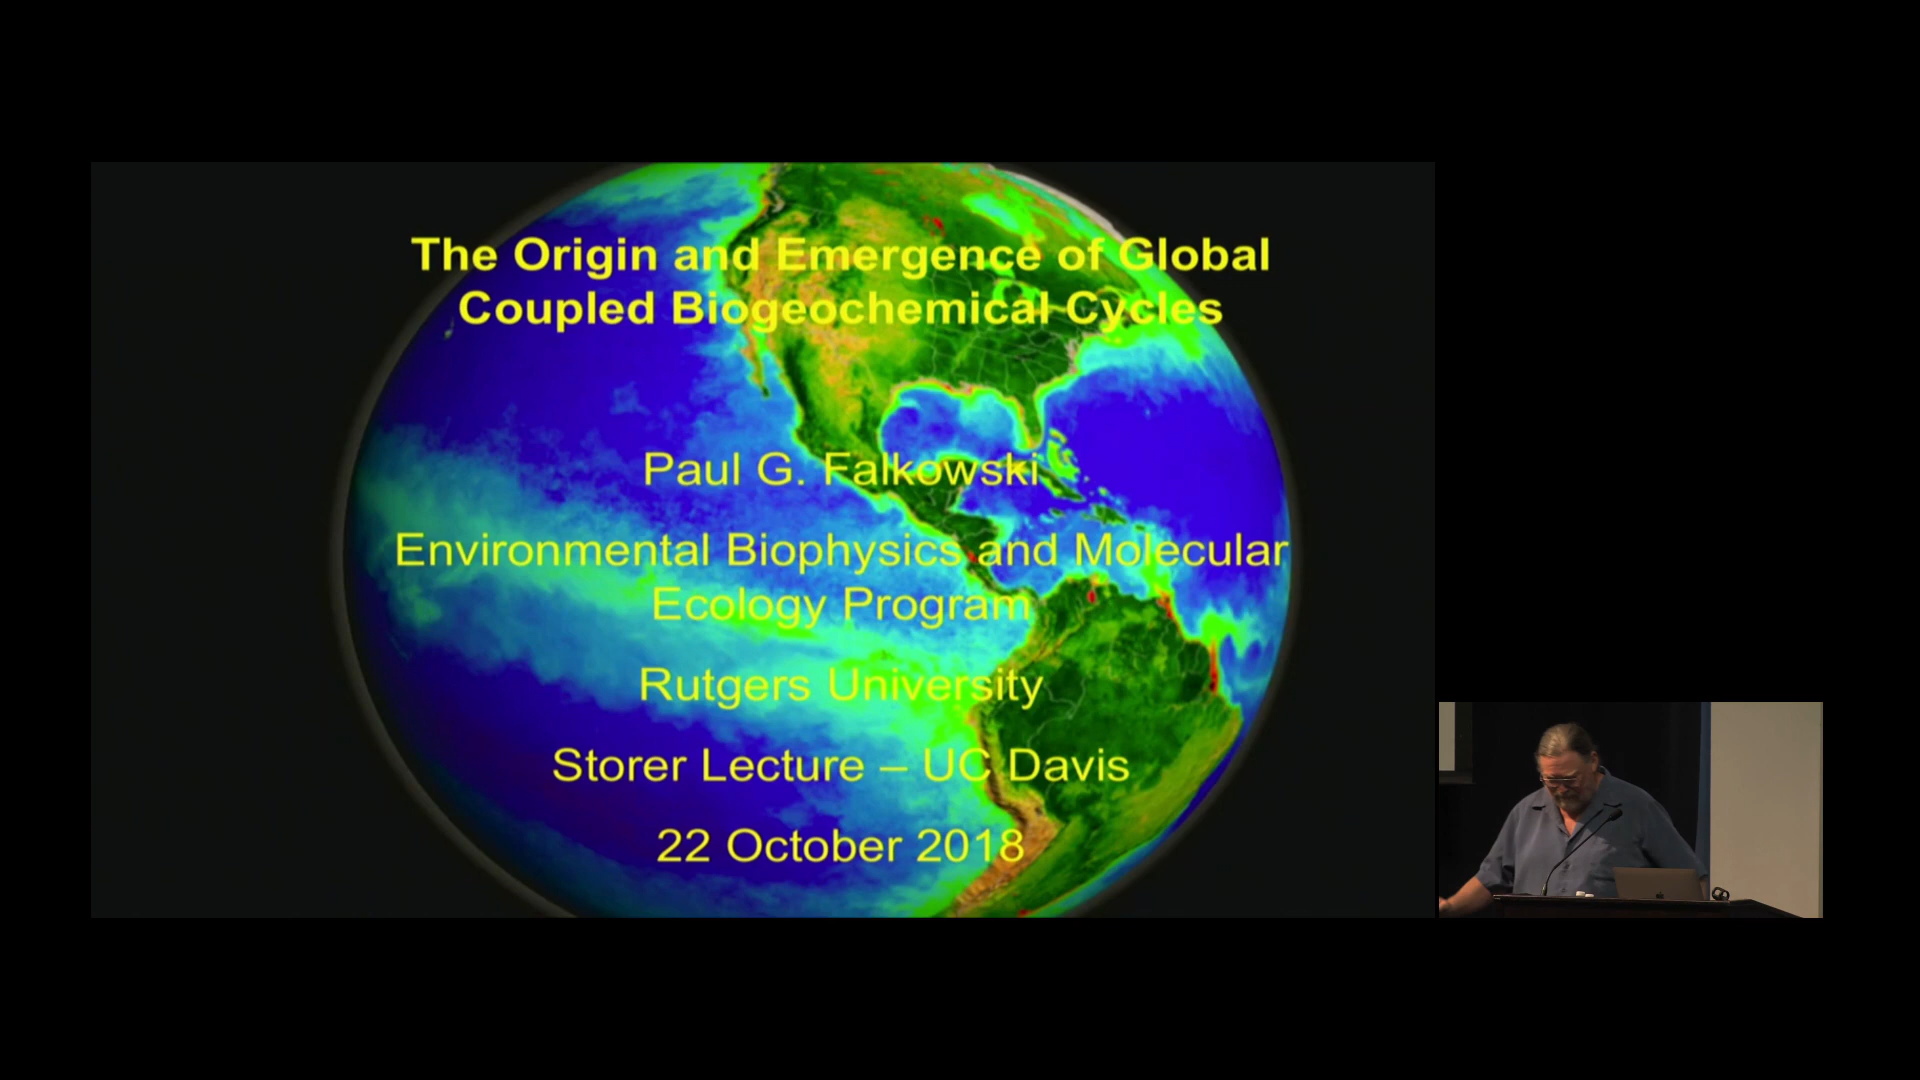 The Origin and Emergence of Global
Coupled Biogeochemical Cycles
Paul G. Falkowski
Environmental Biophysics and Molecular
Ecology Program
Rutgers University
Storer Lecture – UC Davis
22 October 2018